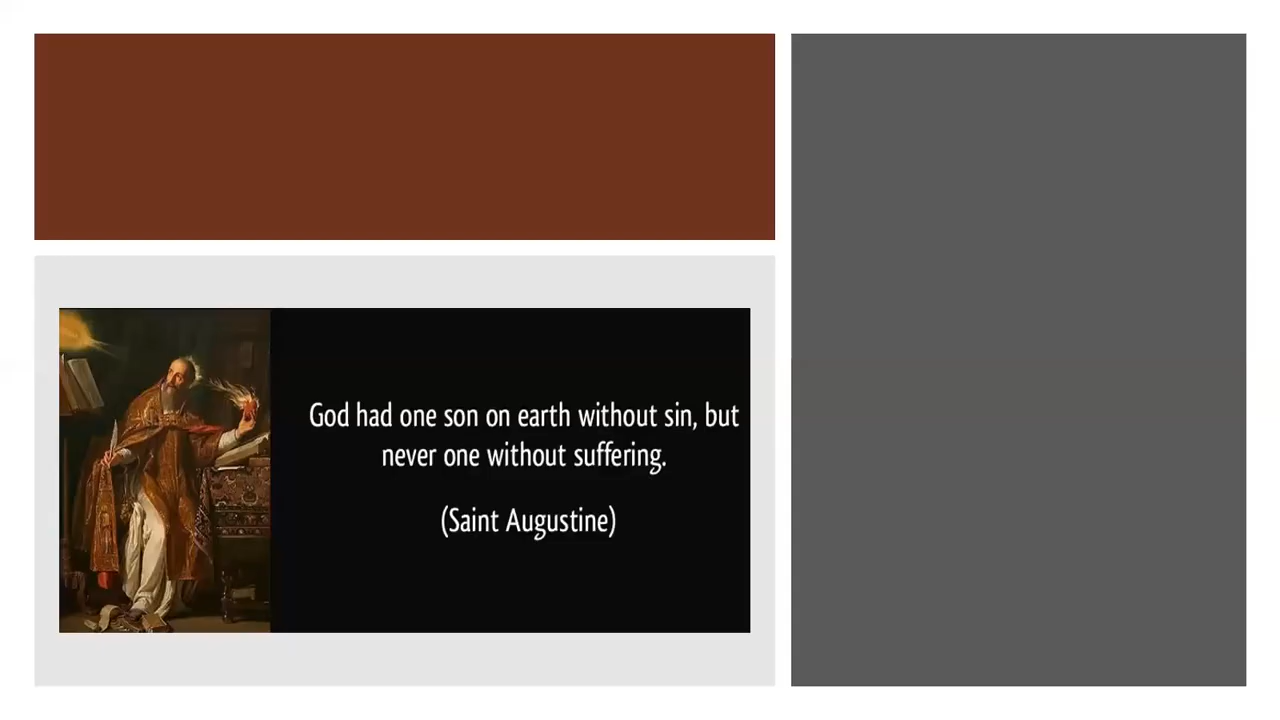 God had one son on earth without sin, but
never one without suffering.
(Saint Augustine)